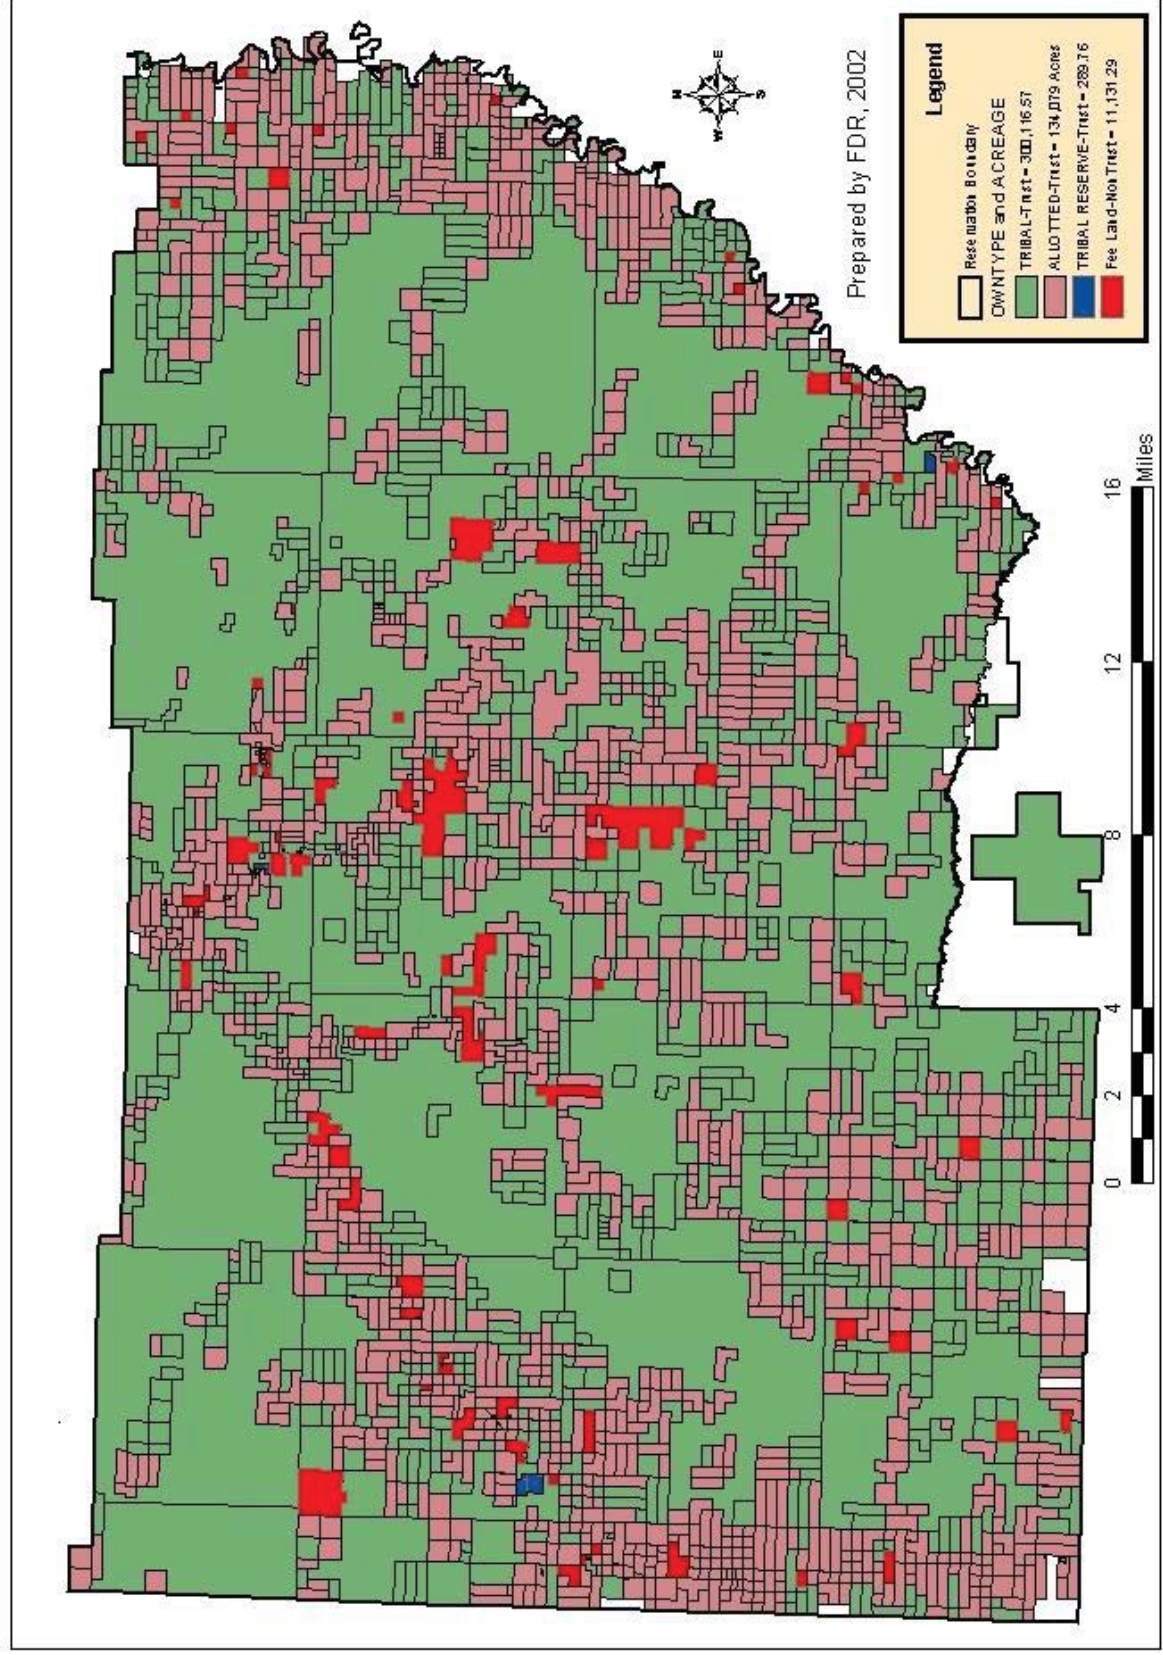 N
W
E
S
Prepared by FDR, 2002
Legend
Reservation Boundary
OWNTYPE and ACREAGE
TRIBAL-Trust = 300,116.57
ALLOTTED-Trust = 134,079 Acres
TRIBAL RESERVE-Trust = 289.76
Fee Land-Non Trust = 11,131.29
0 2 4 8 12 16
Miles